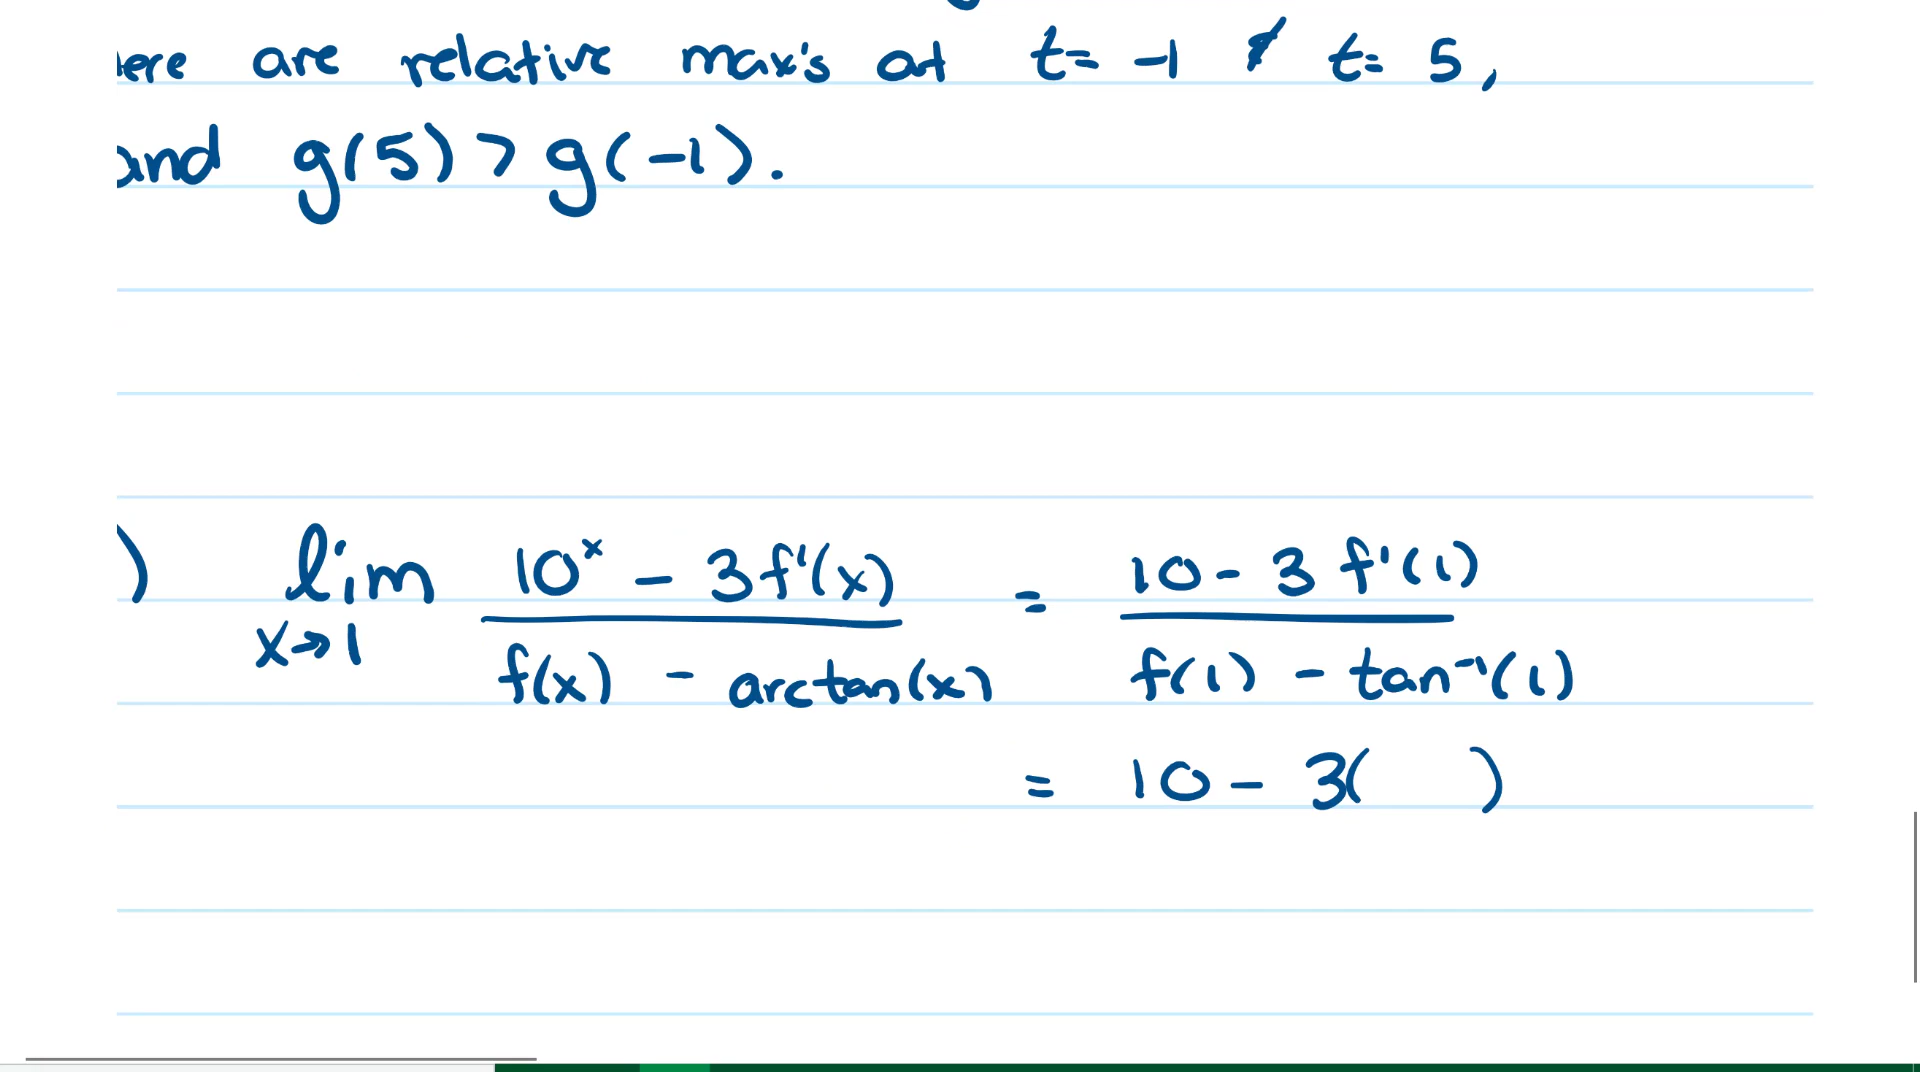 ere are relative max's at t= -1 & t= 5,
and g(5) > g(-1).
) lim x→1 (10^x - 3f'(x)) / (f(x) - arctan(x)) = (10 - 3 f'(1)) / (f(1) - tan⁻¹(1))
= 10 - 3( )